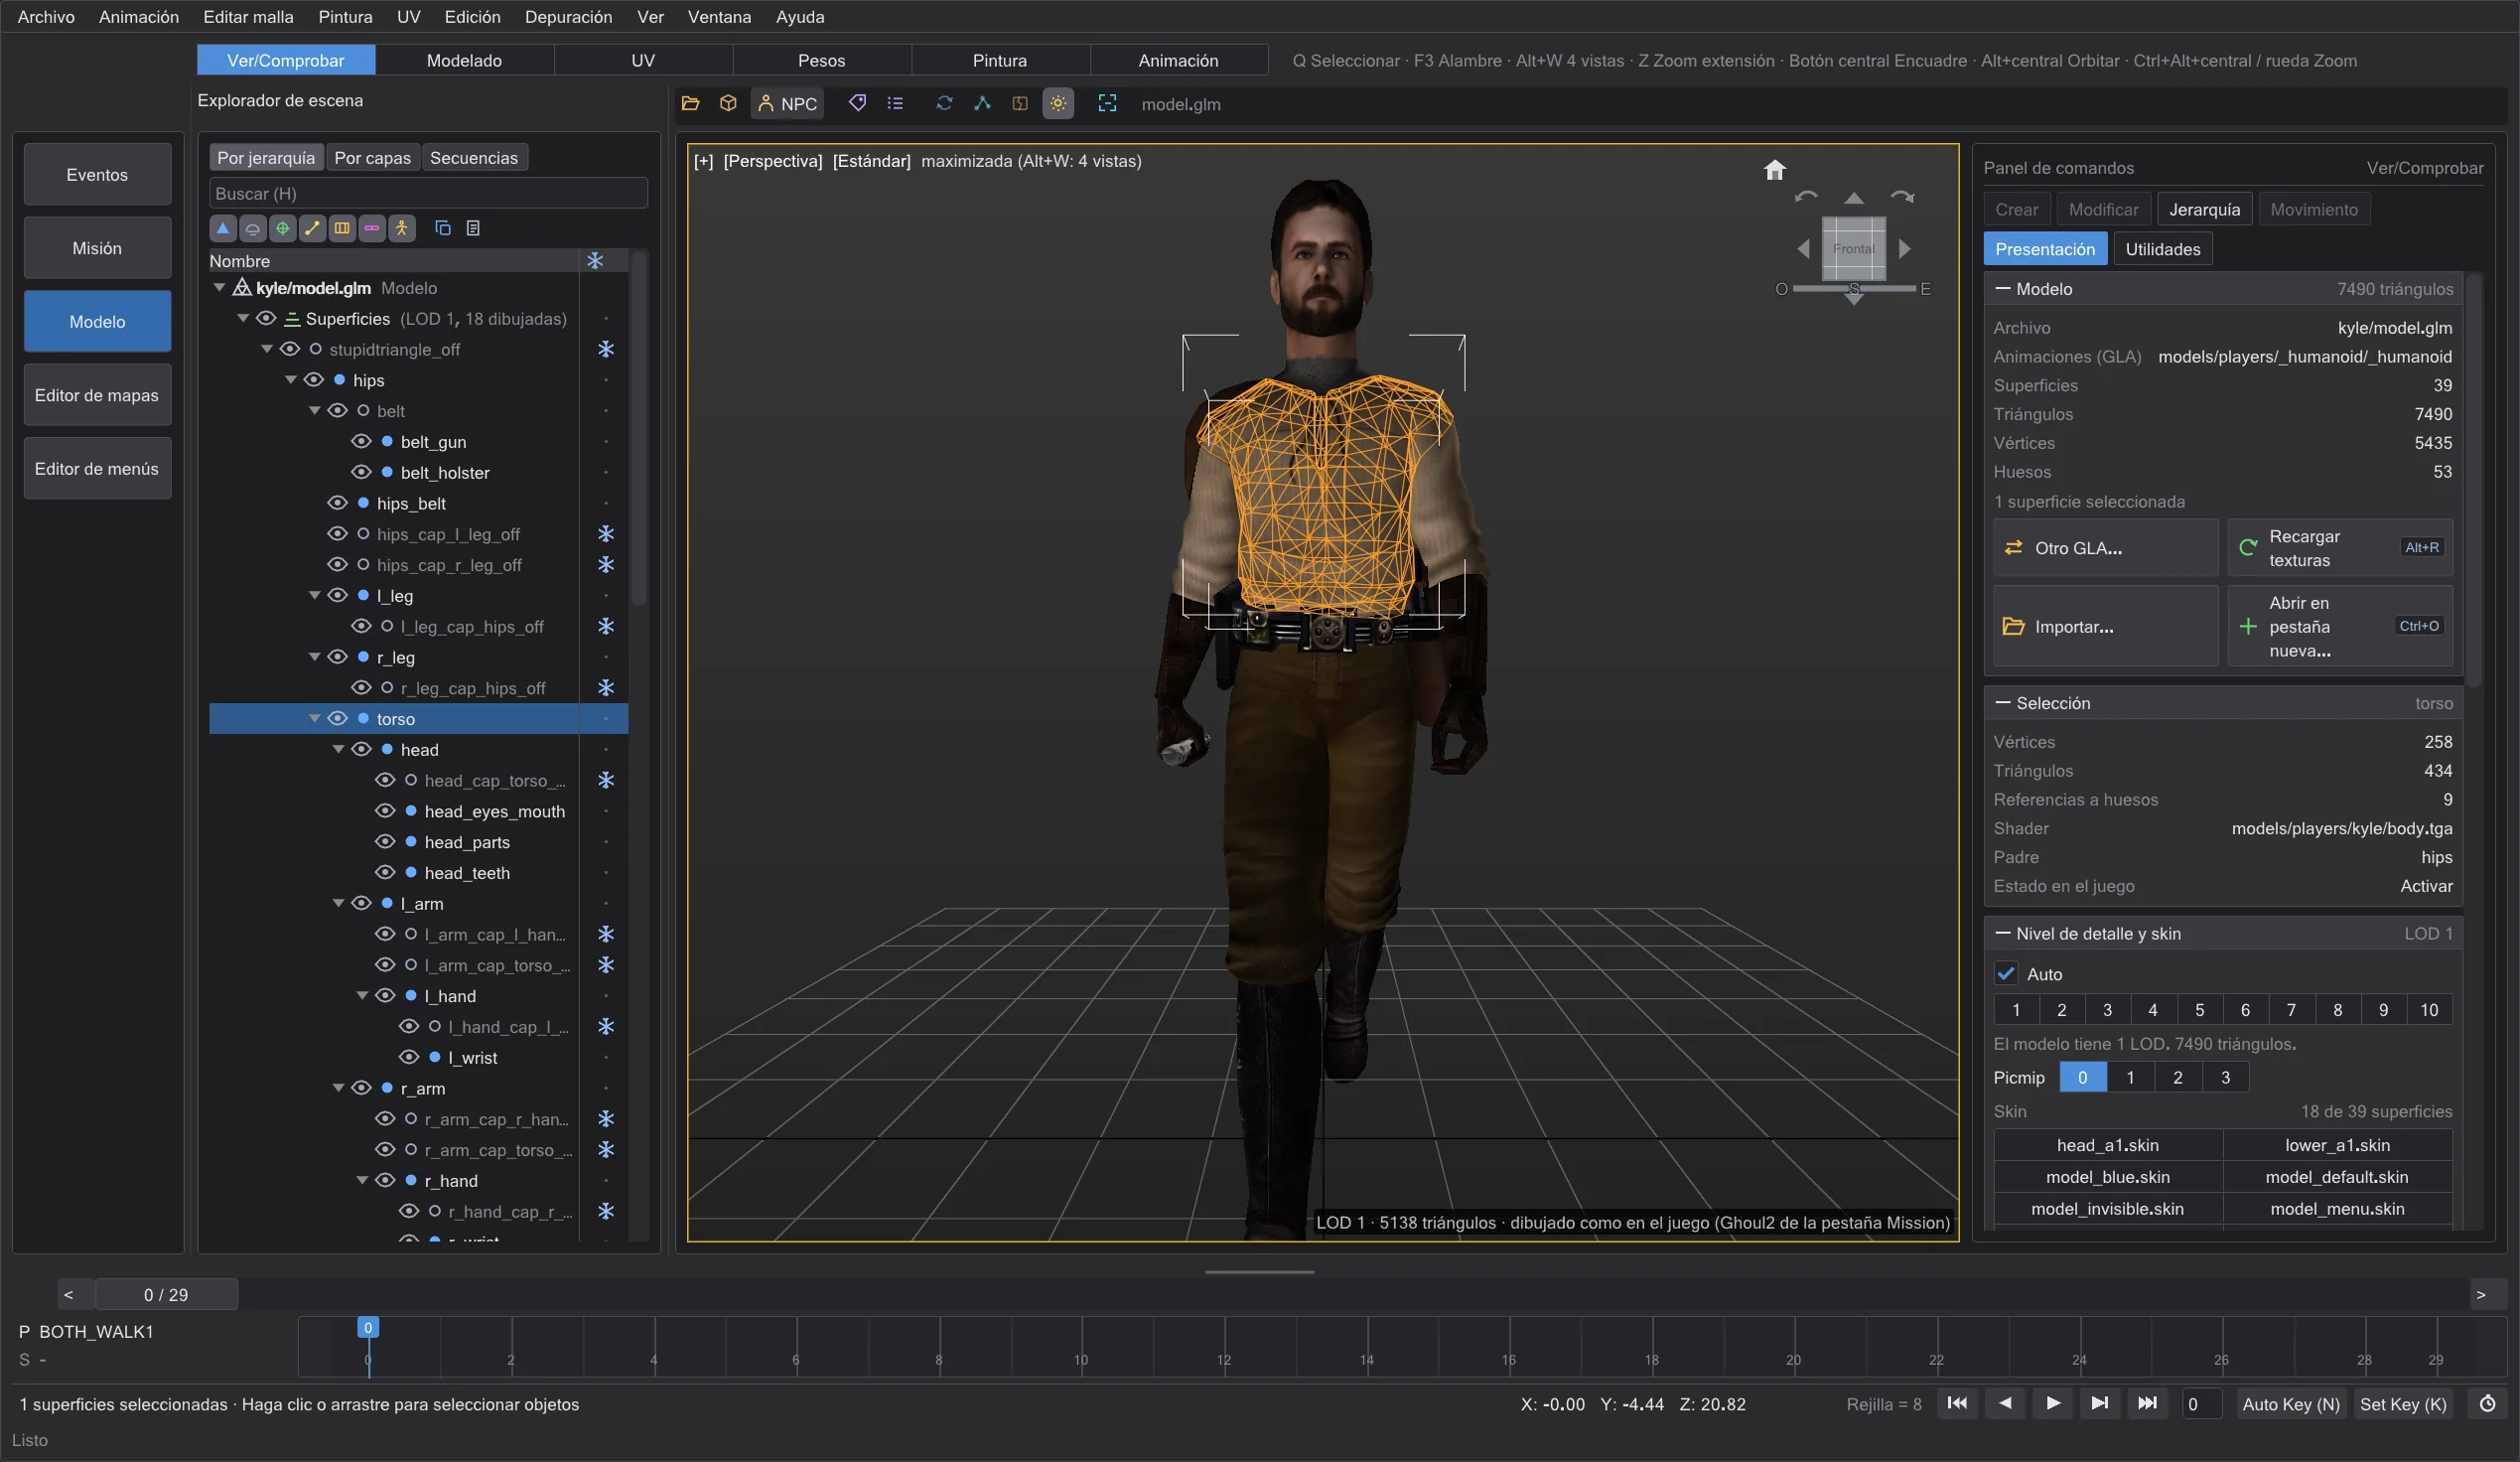 Archivo Animación Editar malla Pintura UV Edición Depuración Ver Ventana Ayuda
Ver/Comprobar Modelado UV Pesos Pintura Animación Q Seleccionar · F3 Alambre · Alt+W 4 vistas · Z Zoom extensión · Botón central Encuadre · Alt+central Orbitar · Ctrl+Alt+central / rueda Zoom
Explorador de escena
NPC model.glm
Eventos
Misión
Modelo
Editor de mapas
Editor de menús
Por jerarquía Por capas Secuencias
Buscar (H)
Nombre
kyle/model.glm Modelo
Superficies (LOD 1, 18 dibujadas)
stupidtriangle_off
hips
belt
belt_gun
belt_holster
hips_belt
hips_cap_l_leg_off
hips_cap_r_leg_off
l_leg
l_leg_cap_hips_off
r_leg
r_leg_cap_hips_off
torso
head
head_cap_torso_...
head_eyes_mouth
head_parts
head_teeth
l_arm
l_arm_cap_l_han...
l_arm_cap_torso_...
l_hand
l_hand_cap_l_...
l_wrist
r_arm
r_arm_cap_r_han...
r_arm_cap_torso_...
r_hand
r_hand_cap_r_...
r_wrist
[+] [Perspectiva] [Estándar] maximizada (Alt+W: 4 vistas)
Frontal
O S E
LOD 1 · 5138 triángulos · dibujado como en el juego (Ghoul2 de la pestaña Mission)
Panel de comandos Ver/Comprobar
Crear Modificar Jerarquía Movimiento
Presentación Utilidades
Modelo 7490 triángulos
Archivo kyle/model.glm
Animaciones (GLA) models/players/_humanoid/_humanoid
Superficies 39
Triángulos 7490
Vértices 5435
Huesos 53
1 superficie seleccionada
Otro GLA...
Recargar texturas Alt+R
Importar...
Abrir en pestaña nueva... Ctrl+O
Selección torso
Vértices 258
Triángulos 434
Referencias a huesos 9
Shader models/players/kyle/body.tga
Padre hips
Estado en el juego Activar
Nivel de detalle y skin LOD 1
Auto
1 2 3 4 5 6 7 8 9 10
El modelo tiene 1 LOD. 7490 triángulos.
Picmip 0 1 2 3
Skin 18 de 39 superficies
head_a1.skin lower_a1.skin
model_blue.skin model_default.skin
model_invisible.skin model_menu.skin
< 0 / 29 >
P BOTH_WALK1
S -
0
0 2 4 6 8 10 12 14 16 18 20 22 24 26 28 29
1 superficies seleccionadas · Haga clic o arrastre para seleccionar objetos
X: -0.00 Y: -4.44 Z: 20.82
Rejilla = 8
0
Auto Key (N) Set Key (K)
Listo